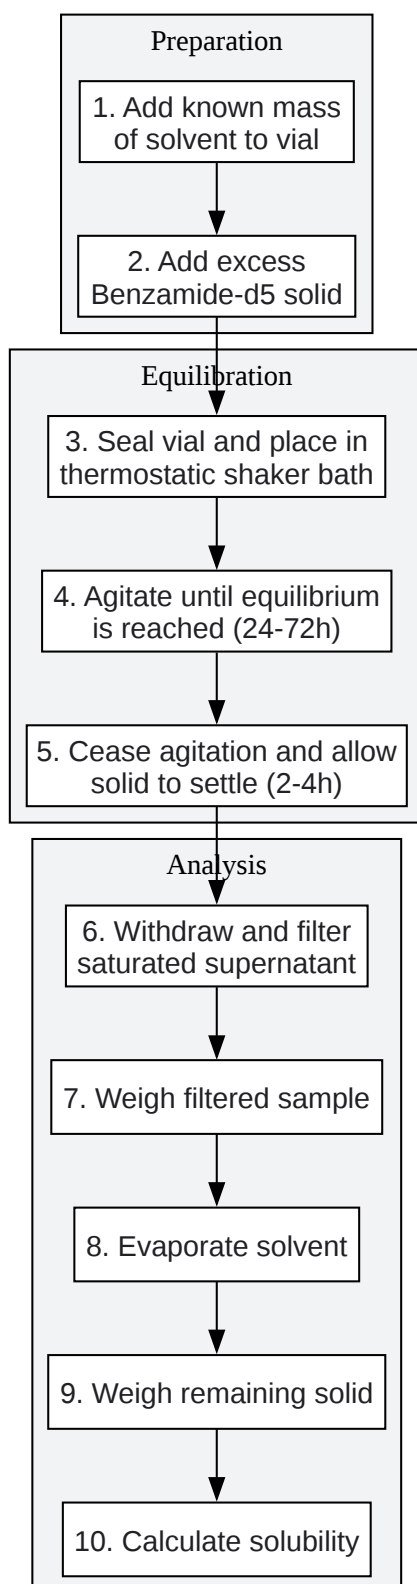 Preparation
1. Add known mass
of solvent to vial
2. Add excess
Benzamide-d5 solid
Equilibration
3. Seal vial and place in
thermostatic shaker bath
4. Agitate until equilibrium
is reached (24-72h)
5. Cease agitation and allow
solid to settle (2-4h)
Analysis
6. Withdraw and filter
saturated supernatant
7. Weigh filtered sample
8. Evaporate solvent
9. Weigh remaining solid
10. Calculate solubility